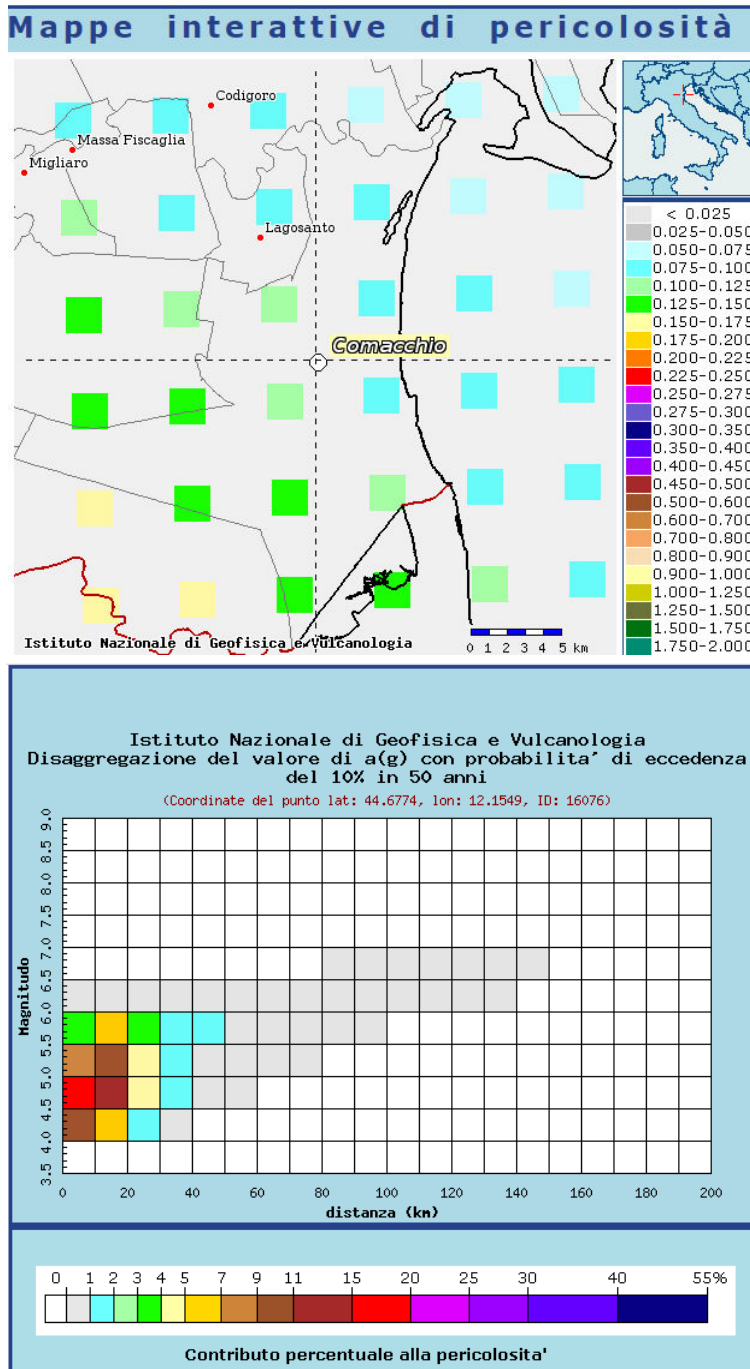 Mappe interattive di pericolosità
Codigoro
Massa Fiscaglia
Migliaro
Lagosanto
Comacchio
Istituto Nazionale di Geofisica e Vulcanologia
0 1 2 3 4 5 km
< 0.025
0.025-0.050
0.050-0.075
0.075-0.100
0.100-0.125
0.125-0.150
0.150-0.175
0.175-0.200
0.200-0.225
0.225-0.250
0.250-0.275
0.275-0.300
0.300-0.350
0.350-0.400
0.400-0.450
0.450-0.500
0.500-0.600
0.600-0.700
0.700-0.800
0.800-0.900
0.900-1.000
1.000-1.250
1.250-1.500
1.500-1.750
1.750-2.000
Istituto Nazionale di Geofisica e Vulcanologia
Disaggregazione del valore di a(g) con probabilita' di eccedenza
del 10% in 50 anni
(Coordinate del punto lat: 44.6774, lon: 12.1549, ID: 16076)
Magnitudo
9.0
8.5
8.0
7.5
7.0
6.5
6.0
5.5
5.0
4.5
4.0
3.5
0 20 40 60 80 100 120 140 160 180 200
distanza (km)
0 1 2 3 4 5 7 9 11 15 20 25 30 40 55%
Contributo percentuale alla pericolosita'